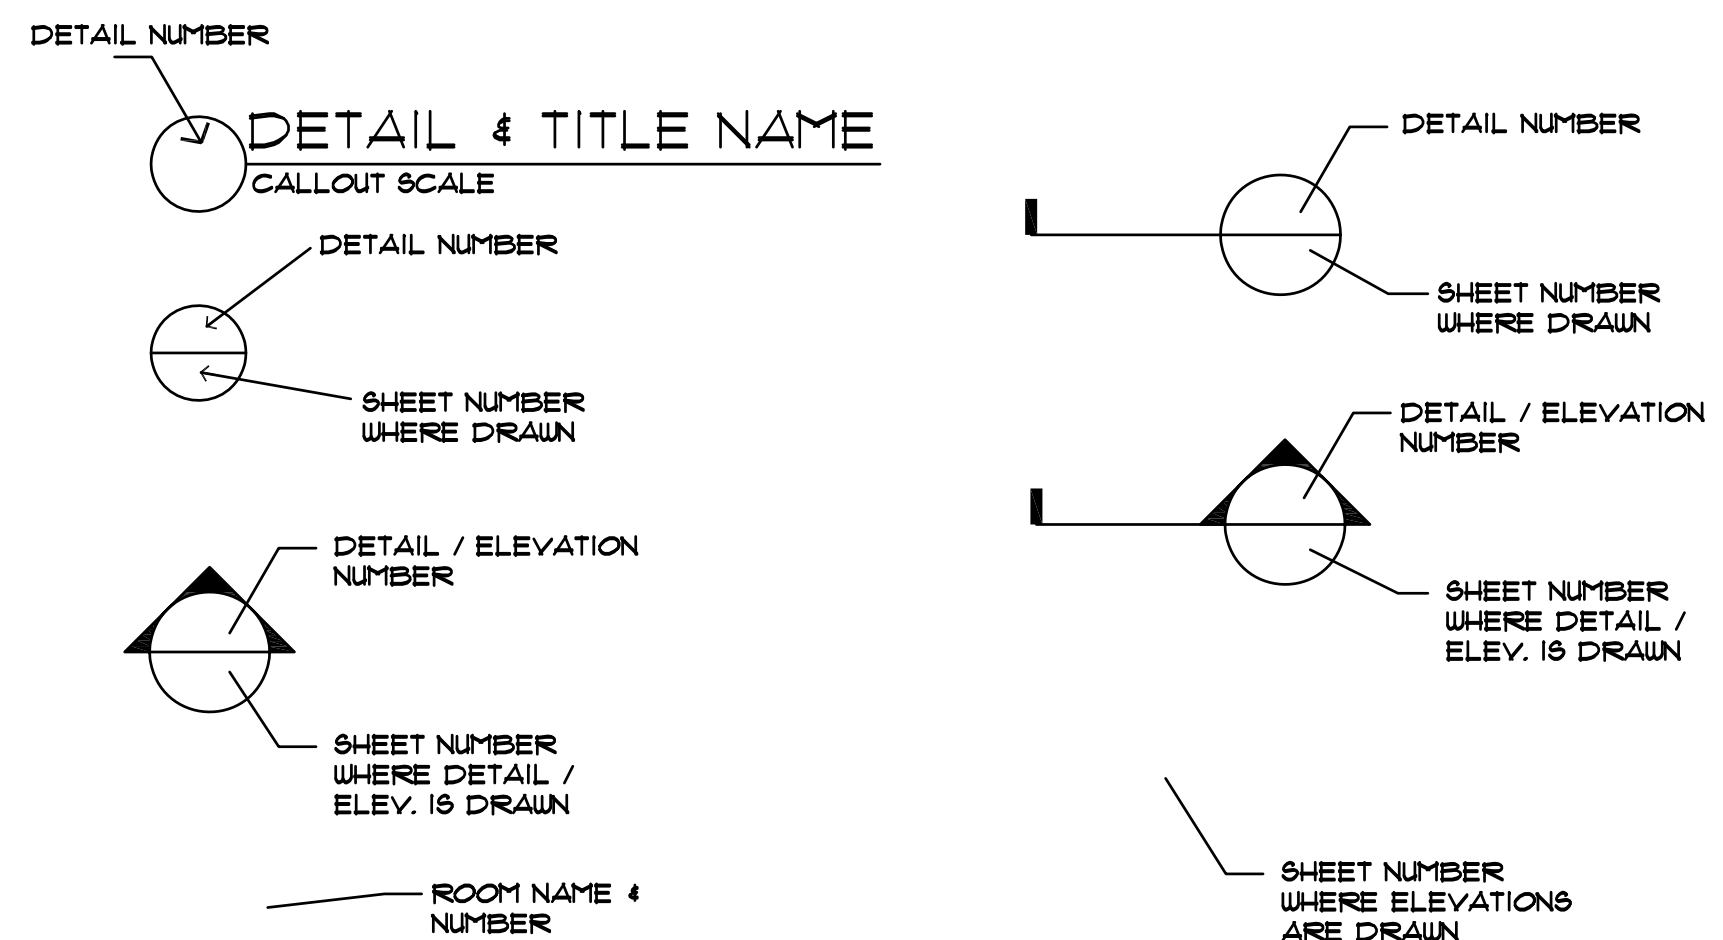 DETAIL NUMBER
DETAIL & TITLE NAME
CALLOUT SCALE
DETAIL NUMBER
SHEET NUMBER
WHERE DRAWN
DETAIL / ELEVATION
NUMBER
SHEET NUMBER
WHERE DETAIL /
ELEV. IS DRAWN
ROOM NAME &
NUMBER
DETAIL NUMBER
SHEET NUMBER
WHERE DRAWN
DETAIL / ELEVATION
NUMBER
SHEET NUMBER
WHERE DETAIL /
ELEV. IS DRAWN
SHEET NUMBER
WHERE ELEVATIONS
ARE DRAWN